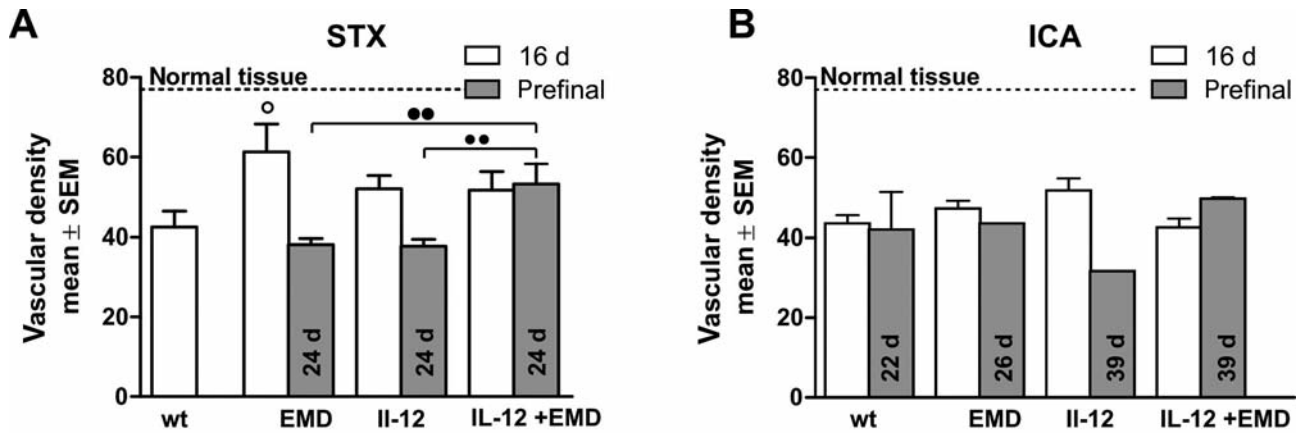 A
STX
16 d
Prefinal
Normal tissue
80
60
40
20
0
Vascular density
mean ± SEM
24 d
24 d
24 d
wt
EMD
Il-12
IL-12 +EMD
B
ICA
16 d
Prefinal
Normal tissue
80
60
40
20
0
Vascular density
mean ± SEM
22 d
26 d
39 d
39 d
wt
EMD
Il-12
IL-12 +EMD